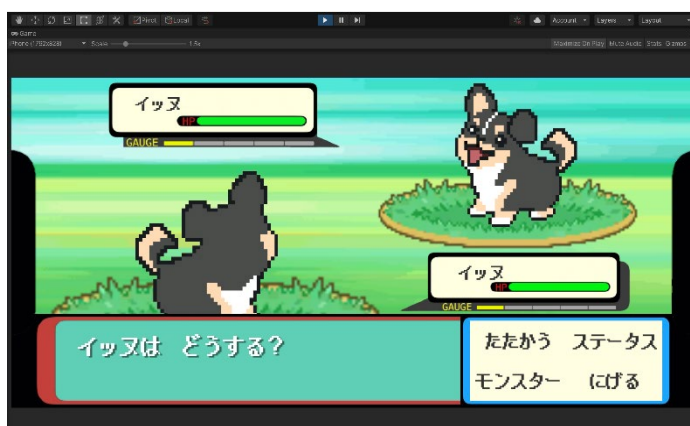 Pivot Local Account Layers Layout
Game
iPhone (1792x828) Scale 1.5x Maximize On Play Mute Audio Stats Gizmos
イッヌ
HP
GAUGE
イッヌ
HP
GAUGE
イッヌは どうする?
たたかう ステータス
モンスター にげる